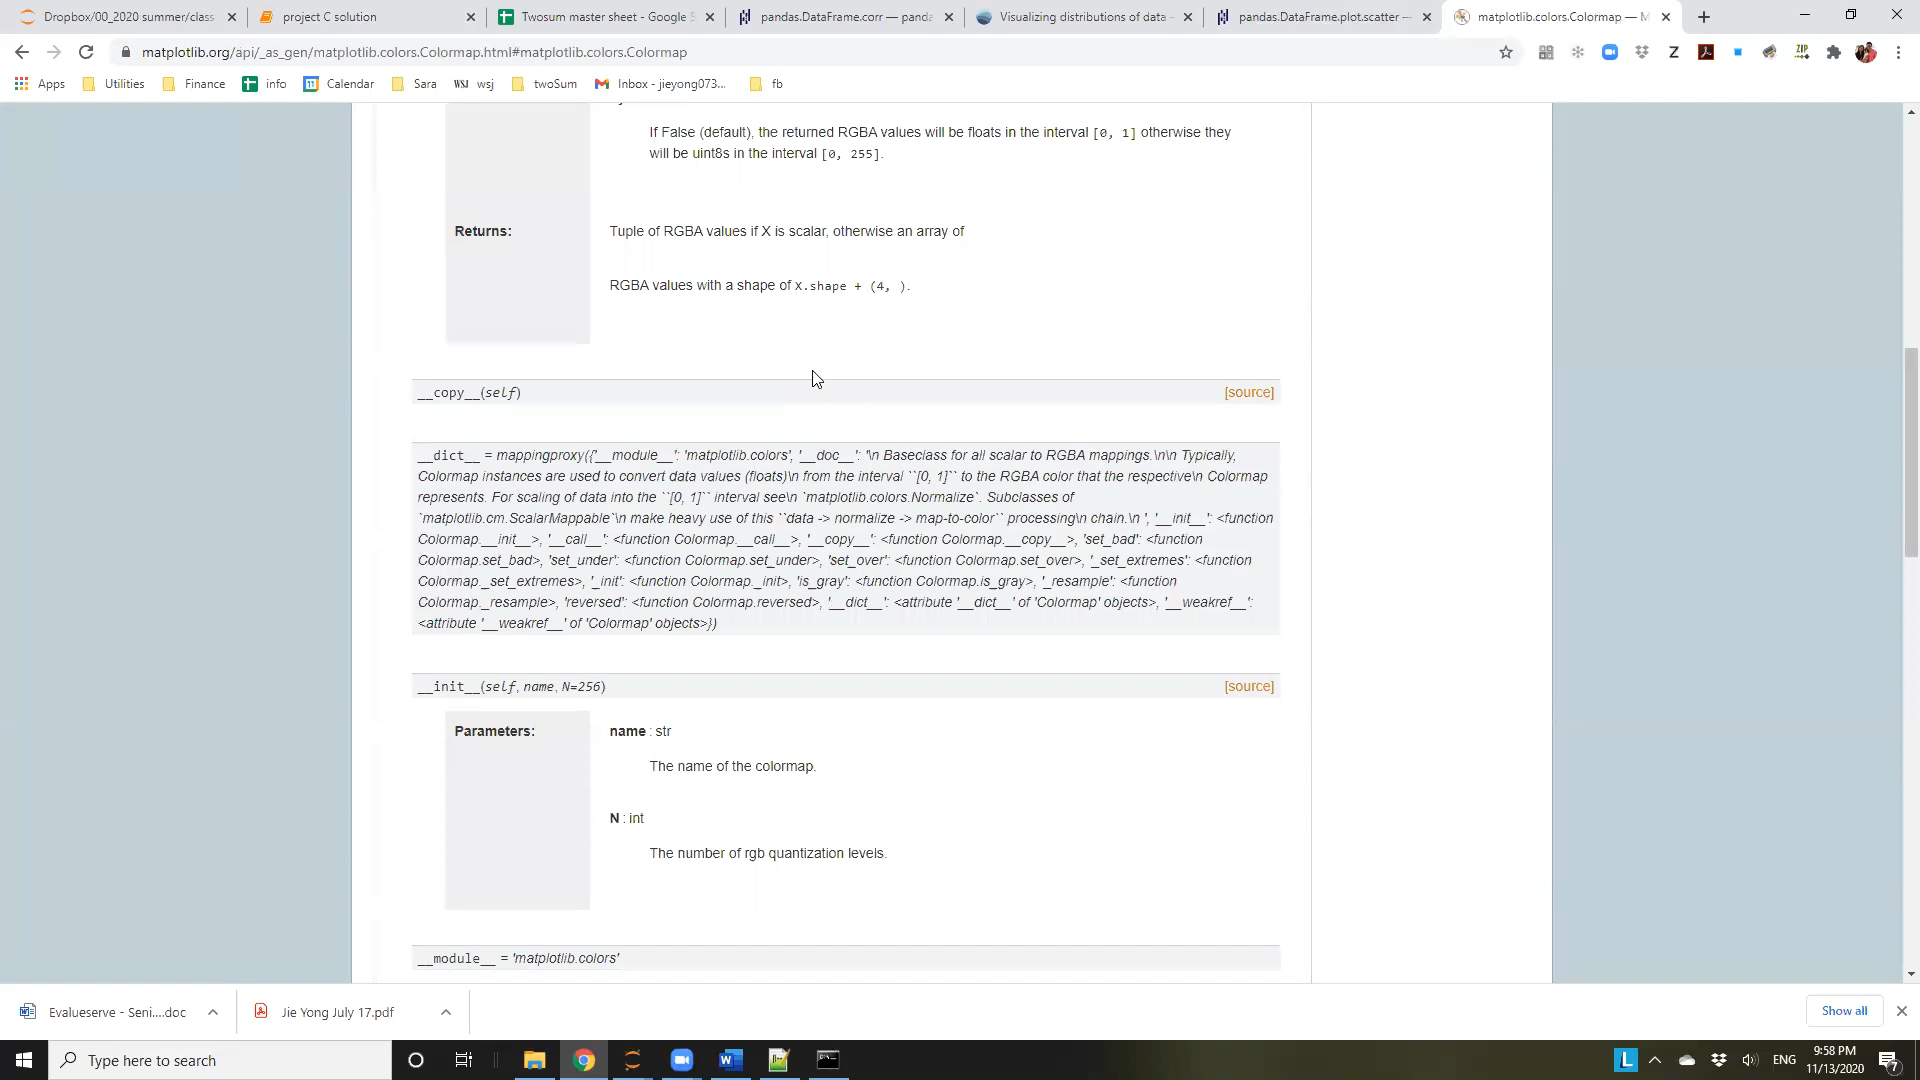 Dropbox/00_2020 summer/class
project C solution
Twosum master sheet - Google S
pandas.DataFrame.corr — panda
Visualizing distributions of data —
pandas.DataFrame.plot.scatter —
matplotlib.colors.Colormap — M
matplotlib.org/api/_as_gen/matplotlib.colors.Colormap.html#matplotlib.colors.Colormap
Apps
Utilities
Finance
info
Calendar
Sara
WSJ wsj
twoSum
Inbox - jieyong073...
fb
If False (default), the returned RGBA values will be floats in the interval [0, 1] otherwise they
will be uint8s in the interval [0, 255].
Returns:
Tuple of RGBA values if X is scalar, otherwise an array of
RGBA values with a shape of X.shape + (4, ).
__copy__(self)
[source]
__dict__ = mappingproxy({'__module__': 'matplotlib.colors', '__doc__': '\n Baseclass for all scalar to RGBA mappings.\n\n Typically,
Colormap instances are used to convert data values (floats)\n from the interval ``[0, 1]`` to the RGBA color that the respective\n Colormap
represents. For scaling of data into the ``[0, 1]`` interval see\n `matplotlib.colors.Normalize`. Subclasses of
`matplotlib.cm.ScalarMappable`\n make heavy use of this ``data -> normalize -> map-to-color`` processing\n chain.\n ', '__init__': <function
Colormap.__init__>, '__call__': <function Colormap.__call__>, '__copy__': <function Colormap.__copy__>, 'set_bad': <function
Colormap.set_bad>, 'set_under': <function Colormap.set_under>, 'set_over': <function Colormap.set_over>, '_set_extremes': <function
Colormap._set_extremes>, '_init': <function Colormap._init>, 'is_gray': <function Colormap.is_gray>, '_resample': <function
Colormap._resample>, 'reversed': <function Colormap.reversed>, '__dict__': <attribute '__dict__' of 'Colormap' objects>, '__weakref__':
<attribute '__weakref__' of 'Colormap' objects>})
__init__(self, name, N=256)
[source]
Parameters:
name : str
The name of the colormap.
N : int
The number of rgb quantization levels.
__module__ = 'matplotlib.colors'
Evalueserve - Seni....doc
Jie Yong July 17.pdf
Show all
Type here to search
ENG
9:58 PM
11/13/2020
7